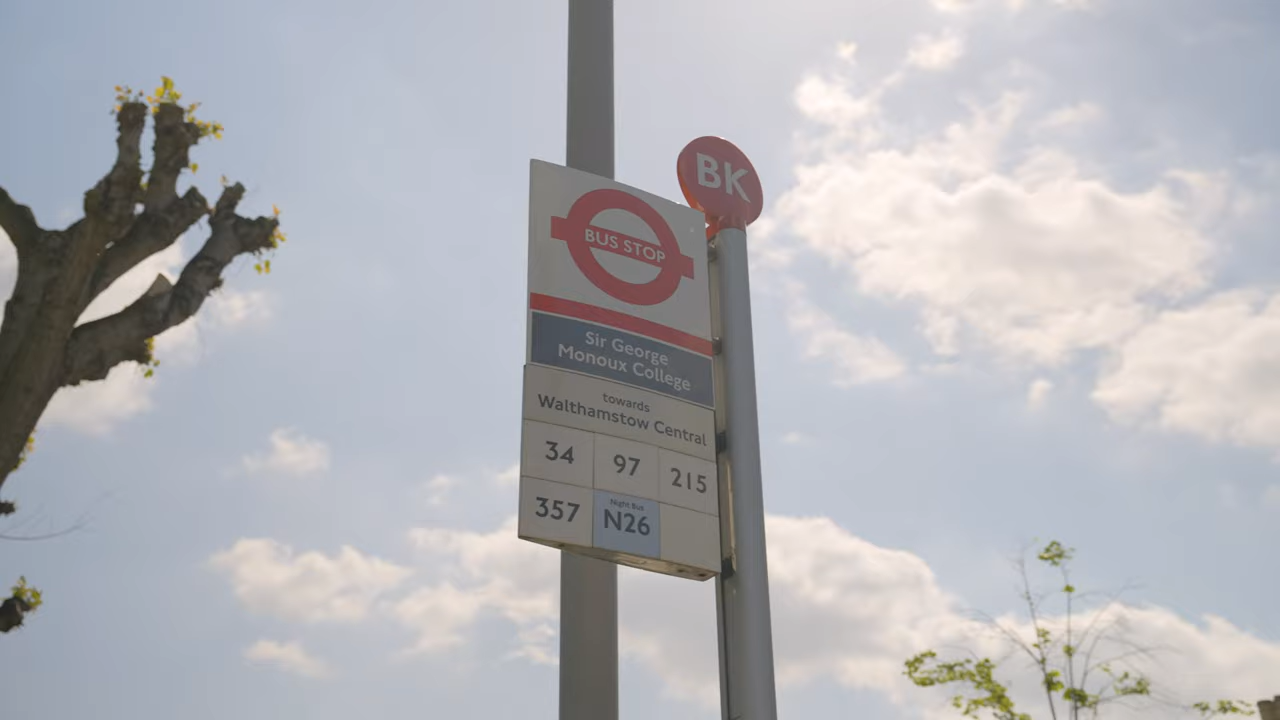 BK
BUS STOP
Sir George
Monoux College
towards
Walthamstow Central
34 97 215
Night Bus
357 N26